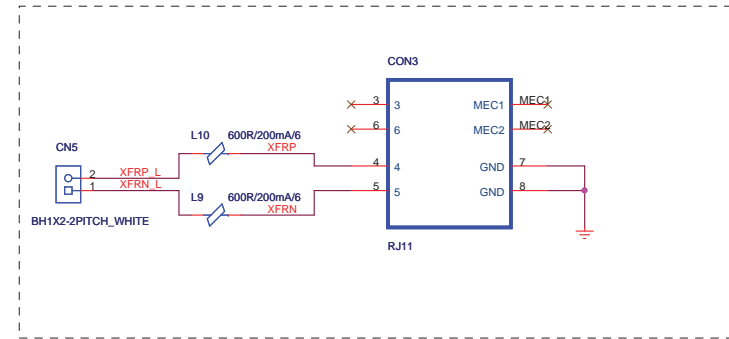 CON3
3 3 MEC1 MEC1
6 6 MEC2 MEC2
L10 600R/200mA/6
XFRP
4 4 GND 7
CN5
2 XFRP_L
1 XFRN_L
L9 600R/200mA/6
XFRN
5 5 GND 8
BH1X2-2PITCH_WHITE
RJ11